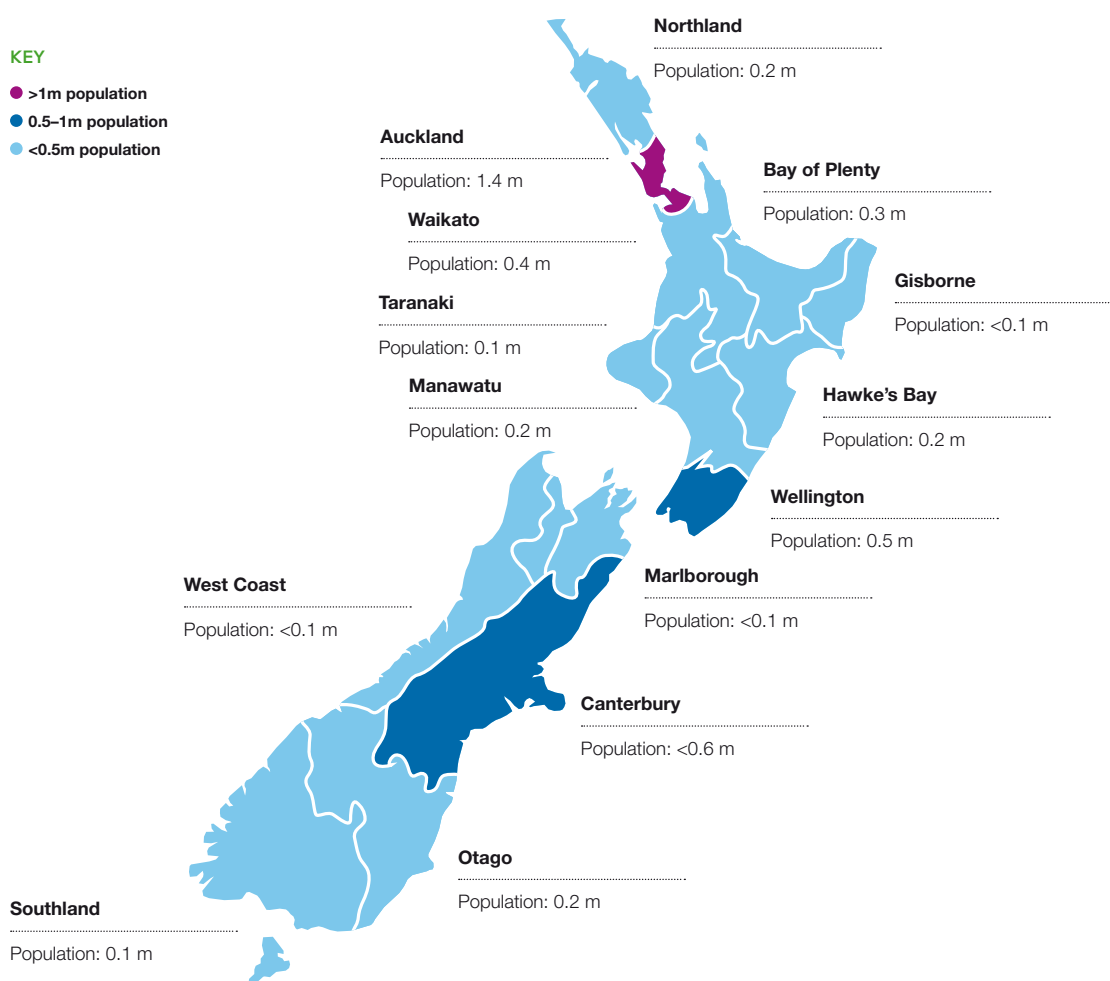 KEY
>1m population
0.5–1m population
<0.5m population
Northland
Population: 0.2 m
Auckland
Population: 1.4 m
Bay of Plenty
Population: 0.3 m
Waikato
Population: 0.4 m
Gisborne
Population: <0.1 m
Taranaki
Population: 0.1 m
Manawatu
Population: 0.2 m
Hawke’s Bay
Population: 0.2 m
Wellington
Population: 0.5 m
West Coast
Population: <0.1 m
Marlborough
Population: <0.1 m
Canterbury
Population: <0.6 m
Otago
Population: 0.2 m
Southland
Population: 0.1 m